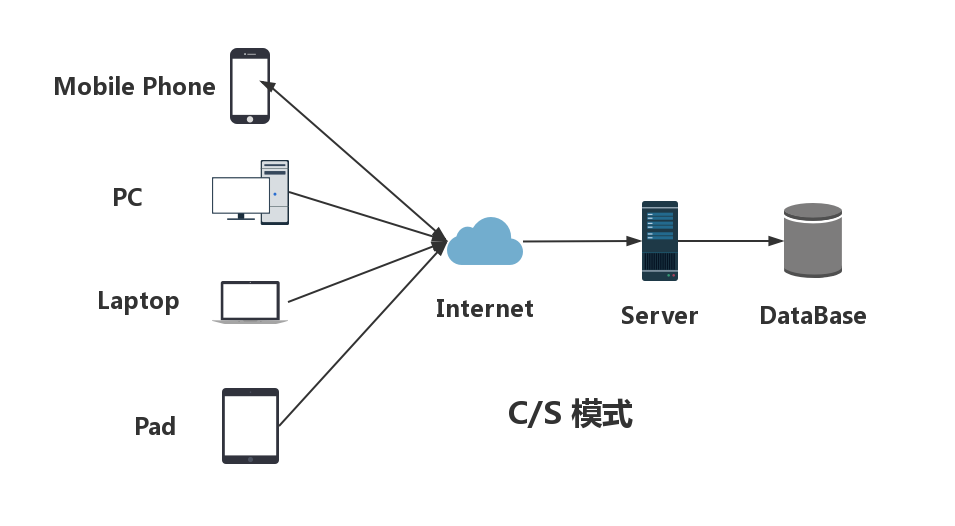 Mobile Phone
PC
Laptop
Pad
Internet
Server
DataBase
C/S 模式